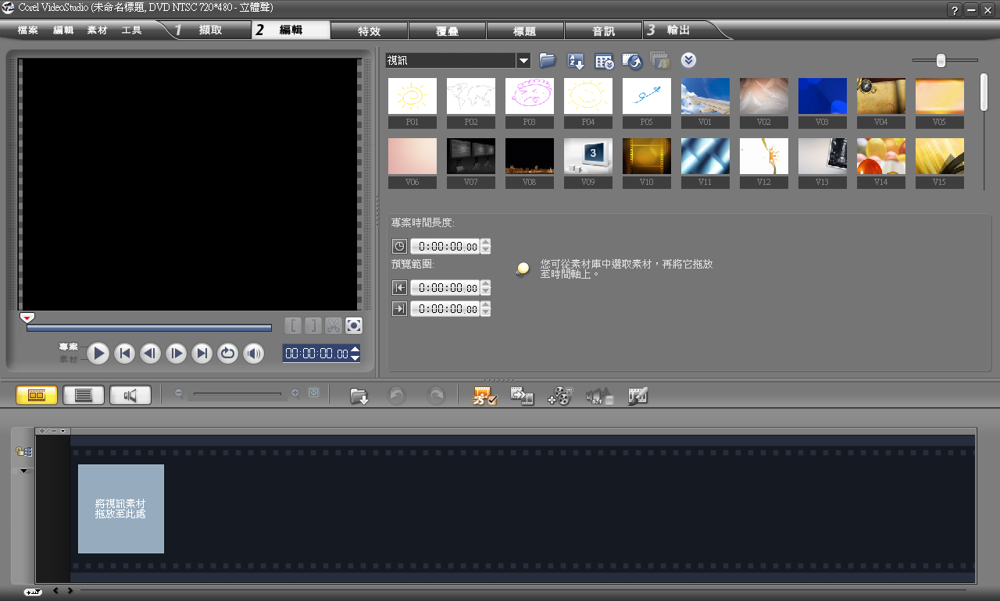 Corel VideoStudio (未命名標題, DVD NTSC 720*480 - 立體聲)
檔案 編輯 素材 工具 1 擷取 2 編輯 特效 覆疊 標題 音訊 3 輸出
視訊
P01 P02 P03 P04 P05 V01 V02 V03 V04 V05
3
V06 V07 V08 V09 V10 V11 V12 V13 V14 V15
專案時間長度:
0:00:00.00
預覽範圍:
0:00:00.00
0:00:00.00
您可從素材庫中選取素材，再將它拖放
至時間軸上。
專案
素材
00:00:00.00
5.1
將視訊素材
拖放至此處